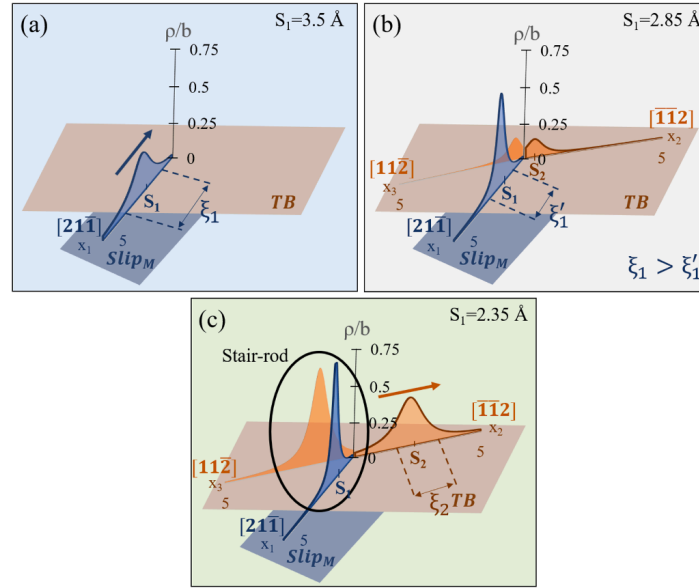 (a) S₁=3.5 Å
ρ/b
0.75
0.5
0.25
0
S₁
ξ₁
TB
[211̅]
x₁
5
Slip_M
(b) S₁=2.85 Å
ρ/b
0.75
0.5
0.25
0
[1̅1̅2]
x₂
5
S₂
[112̅]
x₃
5
S₁
ξ₁′
TB
[211̅]
x₁
5
Slip_M
ξ₁ > ξ₁′
(c) S₁=2.35 Å
ρ/b
Stair-rod
0.75
0.5
0.25
0
[1̅1̅2]
x₂
5
S₂
[112̅]
x₃
5
S₁
ξ₂
TB
[211̅]
x₁
5
Slip_M